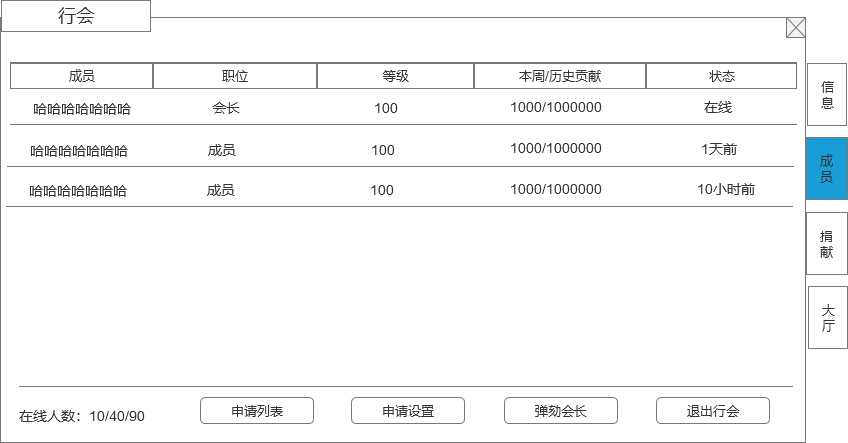 行会
成员 职位 等级 本周/历史贡献 状态
哈哈哈哈哈哈哈 会长 100 1000/1000000 在线
哈哈哈哈哈哈哈 成员 100 1000/1000000 1天前
哈哈哈哈哈哈哈 成员 100 1000/1000000 10小时前
信息
成员
捐献
大厅
在线人数：10/40/90 申请列表 申请设置 弹劾会长 退出行会